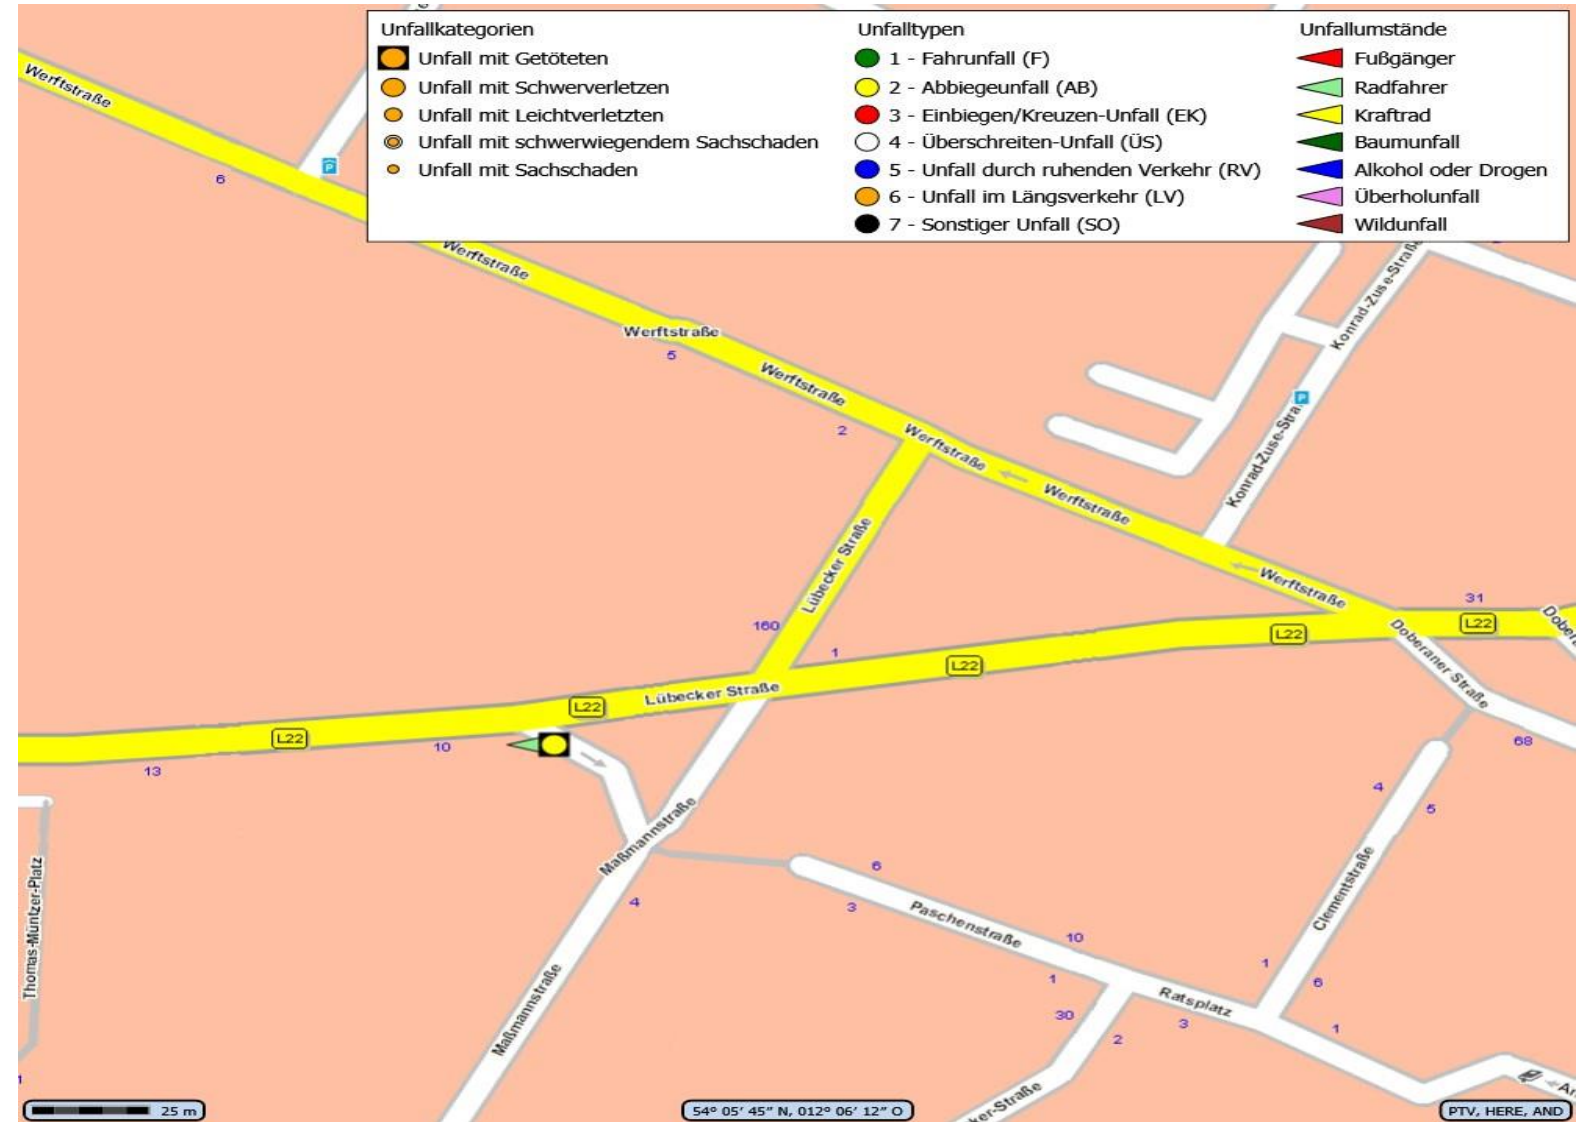 Unfallkategorien
Unfall mit Getöteten
Unfall mit Schwerverletzen
Unfall mit Leichtverletzten
Unfall mit schwerwiegendem Sachschaden
Unfall mit Sachschaden
Unfalltypen
1 - Fahrunfall (F)
2 - Abbiegeunfall (AB)
3 - Einbiegen/Kreuzen-Unfall (EK)
4 - Überschreiten-Unfall (ÜS)
5 - Unfall durch ruhenden Verkehr (RV)
6 - Unfall im Längsverkehr (LV)
7 - Sonstiger Unfall (SO)
Unfallumstände
Fußgänger
Radfahrer
Kraftrad
Baumunfall
Alkohol oder Drogen
Überholunfall
Wildunfall
Werftstraße
P
6
Werftstraße
Werftstraße
5
Werftstraße
2
Werftstraße
Werftstraße
Werftstraße
Konrad-Zuse-Straße
P
Konrad-Zuse-Stra
Lübecker Straße
160
1
31
L22
L22
L22
Doberaner Straße
Lübecker Straße
L22
L22
10
13
68
4
5
Maßmannstraße
4
6
3
Paschenstraße
10
1
Clementstraße
1
6
Thomas-Müntzer-Platz
Maßmannstraße
30
2
Ratsplatz
3
1
1
ker-Straße
25 m
54° 05' 45" N, 012° 06' 12" O
PTV, HERE, AND